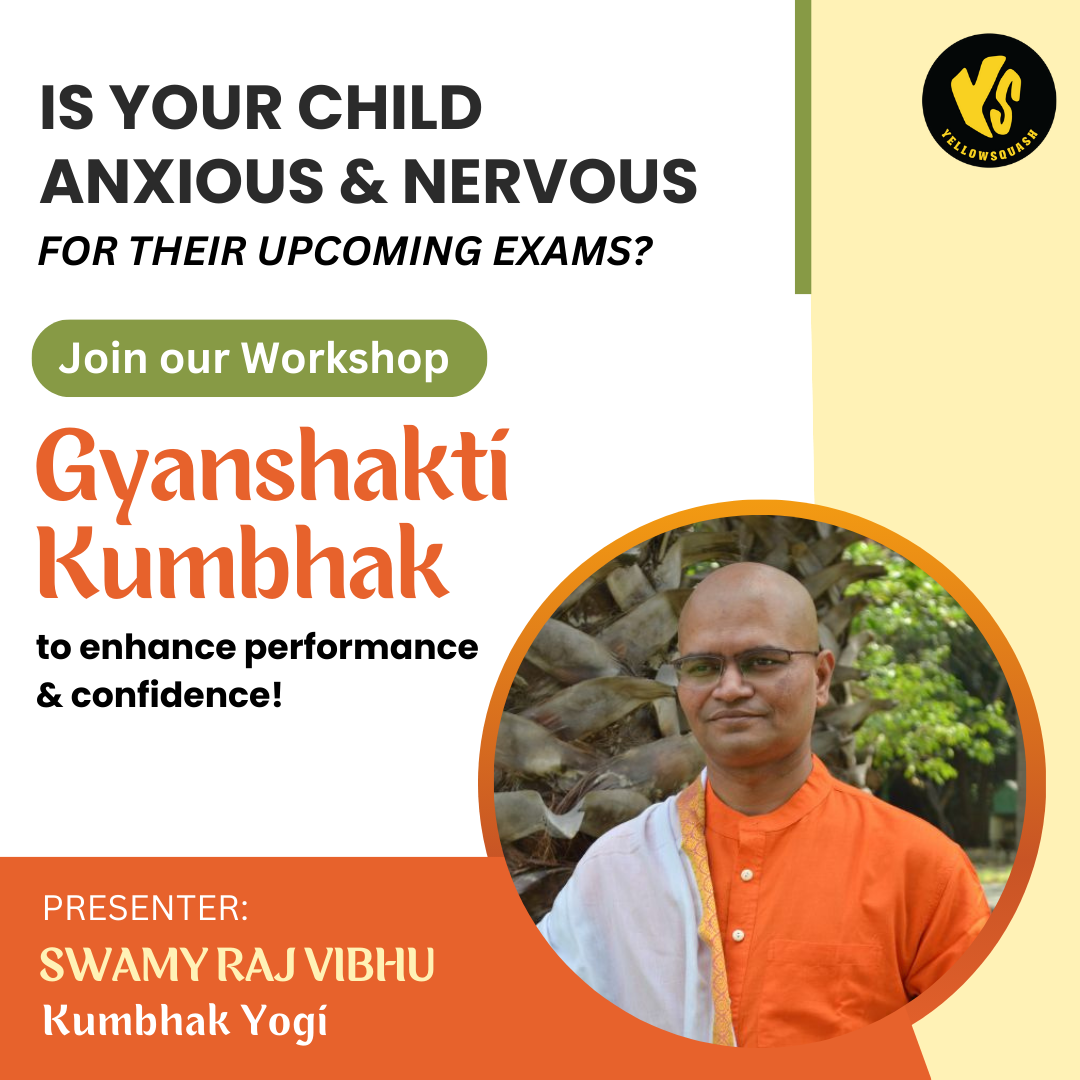 IS YOUR CHILD
ANXIOUS & NERVOUS
FOR THEIR UPCOMING EXAMS?
YS
YELLOWSQUASH
Join our Workshop
Gyanshakti
Kumbhak
to enhance performance
& confidence!
PRESENTER:
SWAMY RAJ VIBHU
Kumbhak Yogi